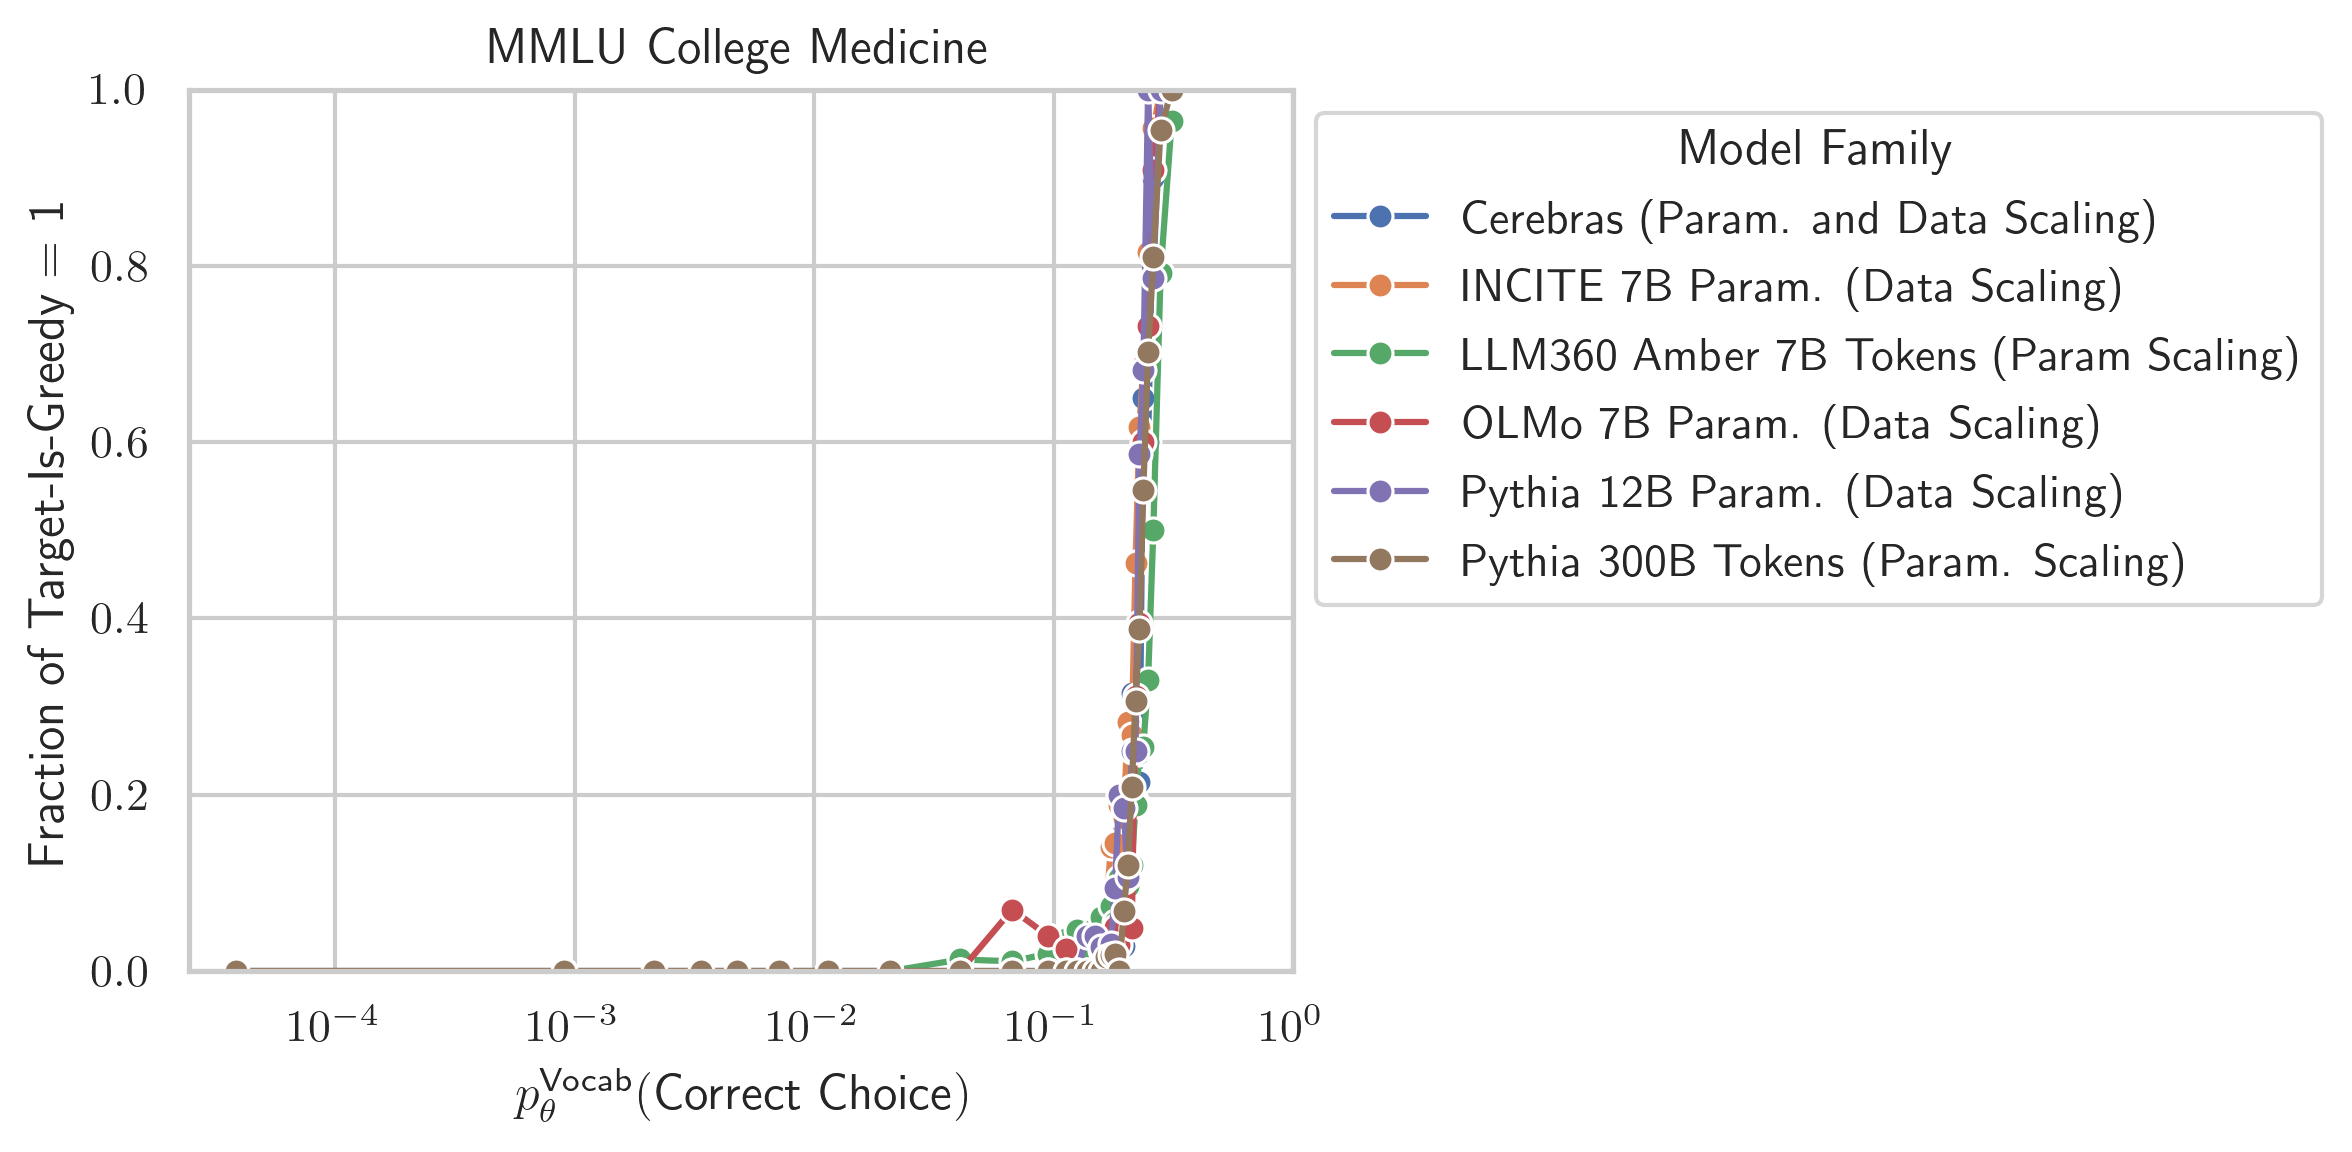 MMLU College Medicine
1.0
0.8
0.6
0.4
0.2
0.0
Fraction of Target-Is-Greedy = 1
10⁻⁴ 10⁻³ 10⁻² 10⁻¹ 10⁰
p_θ^Vocab(Correct Choice)
Model Family
Cerebras (Param. and Data Scaling)
INCITE 7B Param. (Data Scaling)
LLM360 Amber 7B Tokens (Param Scaling)
OLMo 7B Param. (Data Scaling)
Pythia 12B Param. (Data Scaling)
Pythia 300B Tokens (Param. Scaling)